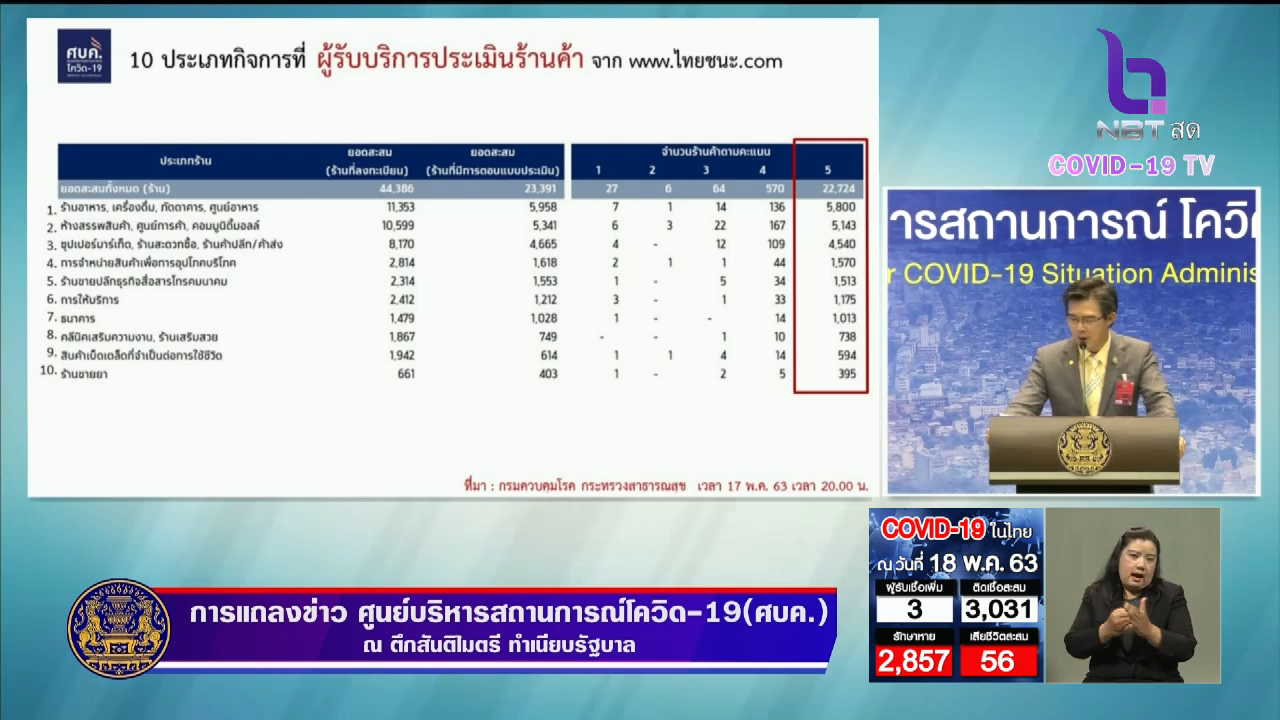 ศบค.
โควิด-19
10 ประเภทกิจการที่ ผู้รับบริการประเมินร้านค้า จาก www.ไทยชนะ.com
ประเภทร้าน ยอดสะสม (ร้านที่ลงทะเบียน) ยอดสะสม (ร้านที่มีการตอบแบบประเมิน) จำนวนร้านค้าตามคะแนน
1 2 3 4 5
ยอดสะสมทั้งหมด (ร้าน) 44,386 23,391 27 6 64 570 22,724
1. ร้านอาหาร, เครื่องดื่ม, ภัตตาคาร, ศูนย์อาหาร 11,353 5,958 7 1 14 136 5,800
2. ห้างสรรพสินค้า, ศูนย์การค้า, คอมมูนิตี้มอลล์ 10,599 5,341 6 3 22 167 5,143
3. ซุปเปอร์มาร์เก็ต, ร้านสะดวกซื้อ, ร้านค้าปลีก/ค้าส่ง 8,170 4,665 4 - 12 109 4,540
4. การจำหน่ายสินค้าเพื่อการอุปโภคบริโภค 2,814 1,618 2 1 1 44 1,570
5. ร้านขายปลีกธุรกิจสื่อสารโทรคมนาคม 2,314 1,553 1 - 5 34 1,513
6. การให้บริการ 2,412 1,212 3 - 1 33 1,175
7. ธนาคาร 1,479 1,028 1 - - 14 1,013
8. คลีนิคเสริมความงาม, ร้านเสริมสวย 1,867 749 - - 1 10 738
9. สินค้าเบ็ดเตล็ดที่จำเป็นต่อการใช้ชีวิต 1,942 614 1 1 4 14 594
10. ร้านขายยา 661 403 1 - 2 5 395
ที่มา : กรมควบคุมโรค กระทรวงสาธารณสุข เวลา 17 พ.ค. 63 เวลา 20.00 น.
NBT สด
COVID-19 TV
ารสถานการณ์ โควิ
r COVID-19 Situation Adminis
COVID-19 ในไทย
ณ วันที่ 18 พ.ค. 63
ผู้รับเชื้อเพิ่ม ติดเชื้อสะสม
3 3,031
รักษาหาย เสียชีวิตสะสม
2,857 56
การแถลงข่าว ศูนย์บริหารสถานการณ์โควิด-19(ศบค.)
ณ ตึกสันติไมตรี ทำเนียบรัฐบาล